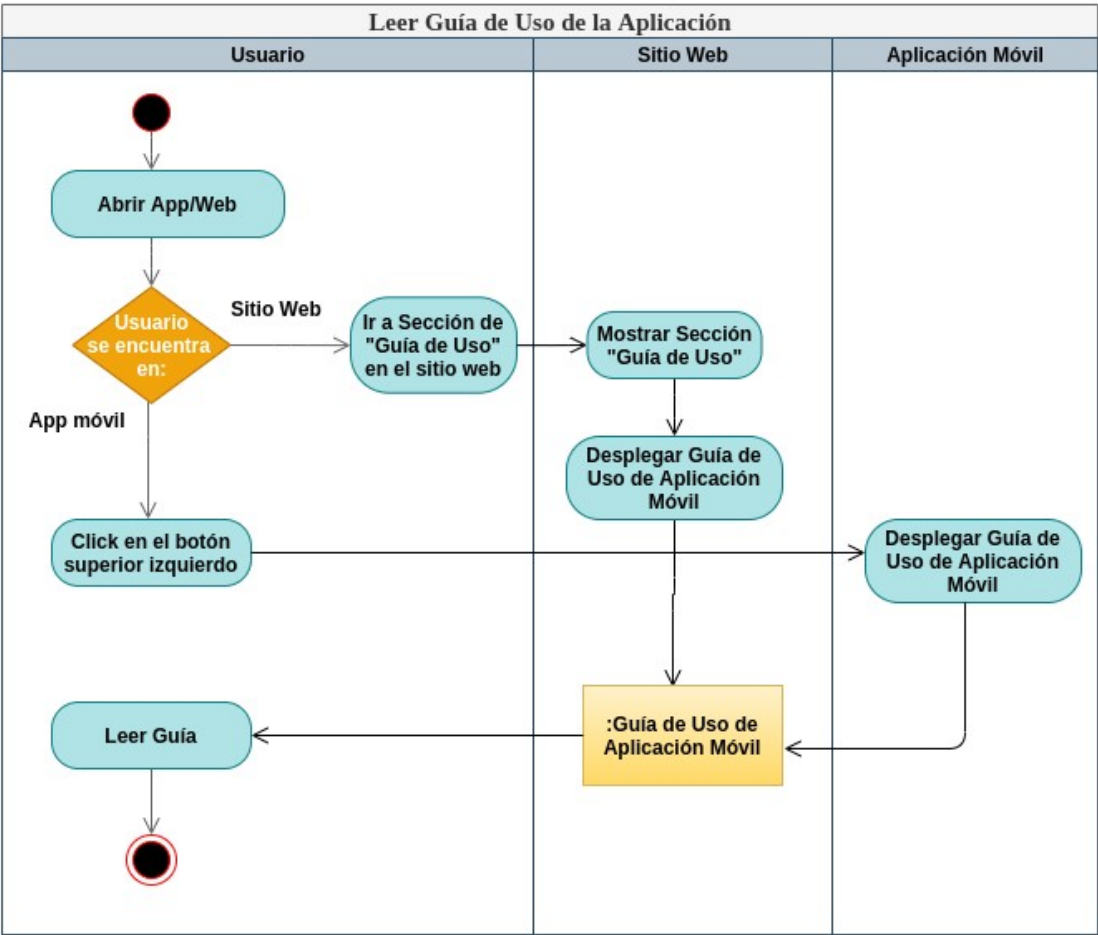 Leer Guía de Uso de la Aplicación
Usuario
Sitio Web
Aplicación Móvil
Abrir App/Web
Usuario
se encuentra
en:
Sitio Web
Ir a Sección de
"Guía de Uso"
en el sitio web
Mostrar Sección
"Guía de Uso"
App móvil
Desplegar Guía de
Uso de Aplicación
Móvil
Click en el botón
superior izquierdo
Desplegar Guía de
Uso de Aplicación
Móvil
Leer Guía
:Guía de Uso de
Aplicación Móvil